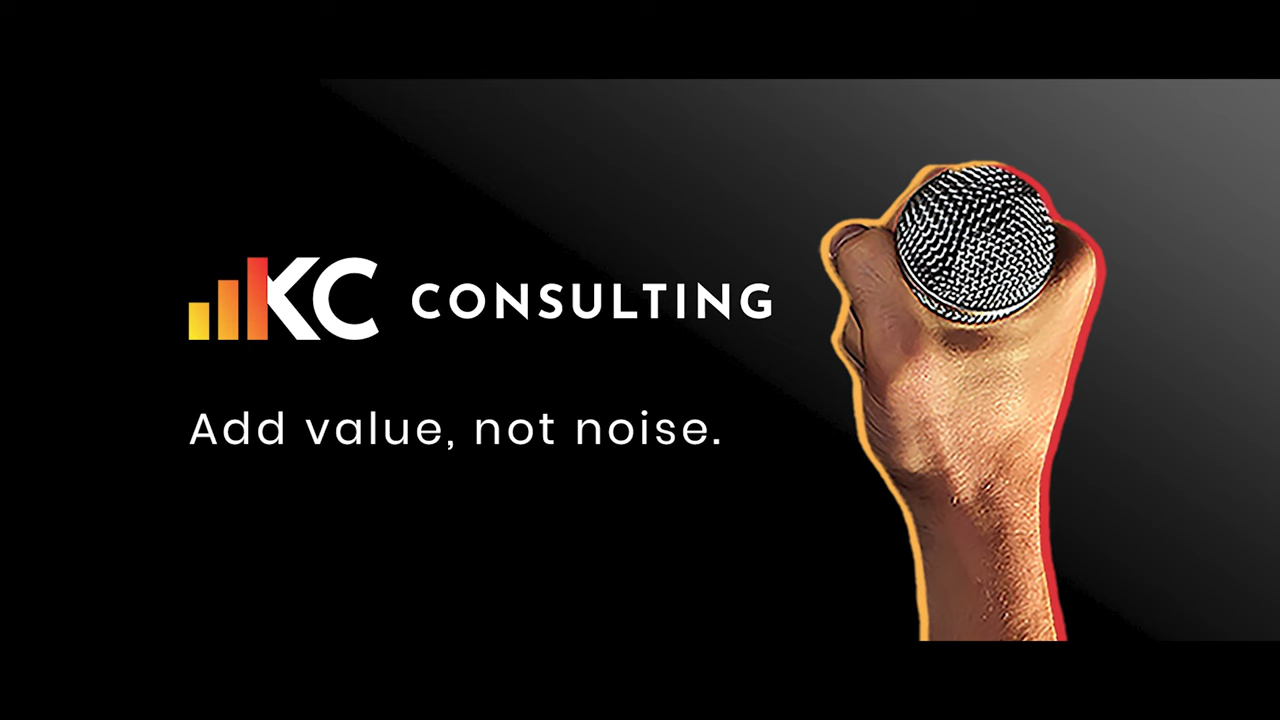 KC CONSULTING
Add value, not noise.